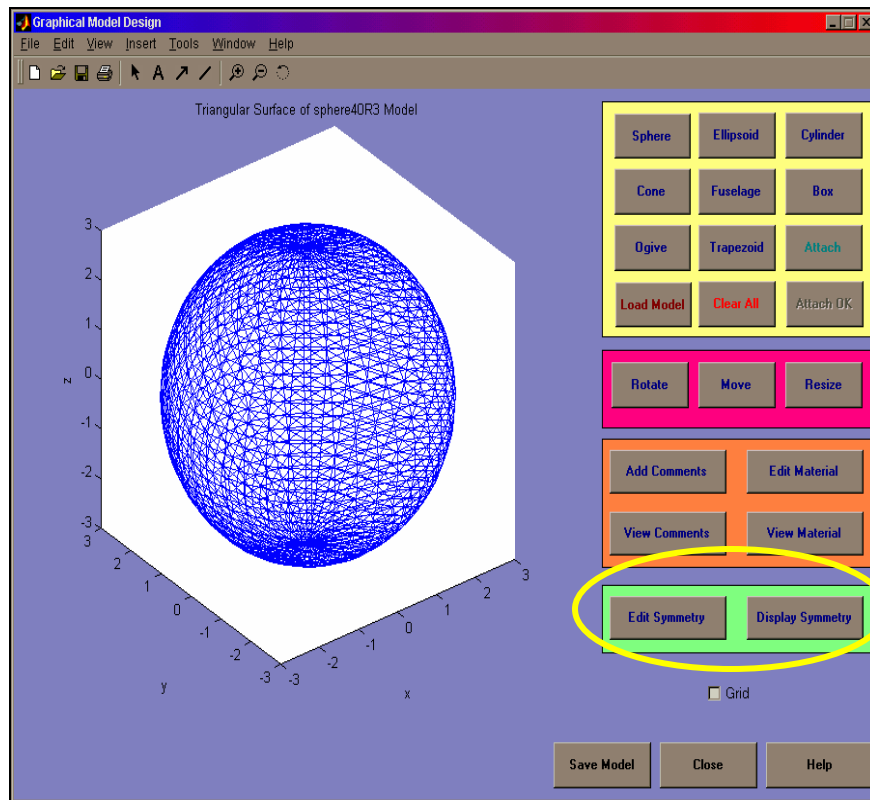 Graphical Model Design
File Edit View Insert Tools Window Help
A
Triangular Surface of sphere40R3 Model
Sphere Ellipsoid Cylinder
Cone Fuselage Box
Ogive Trapezoid Attach
Load Model Clear All Attach OK
3
2
1
0
-1
-2
-3
z
3
2
1
0
-1
-2
-3
y
-3
-2
-1
0
1
2
3
x
Rotate Move Resize
Add Comments Edit Material
View Comments View Material
Edit Symmetry Display Symmetry
Grid
Save Model Close Help